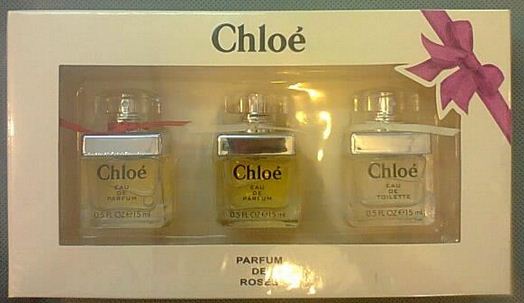 Chloé
Chloé
EAU
DE
PARFUM
0.5 FL OZ e 15 ml
Chloé
EAU
DE
PARFUM
0.5 FL OZ e 15 ml
Chloé
EAU
DE
TOILETTE
0.5 FL OZ e 15 ml
PARFUM
DE
ROSES